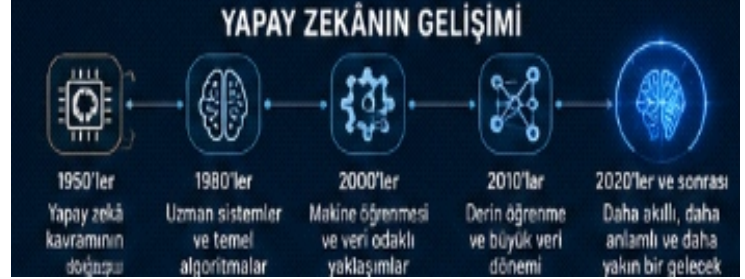 YAPAY ZEKÂNIN GELİŞİMİ
1950'ler
Yapay zekâ
kavramının
doğuşu
1980'ler
Uzman sistemler
ve temel
algoritmalar
2000'ler
Makine öğrenmesi
ve veri odaklı
yaklaşımlar
2010'lar
Derin öğrenme
ve büyük veri
dönemi
2020'ler ve sonrası
Daha akıllı, daha
anlamlı ve daha
yakın bir gelecek